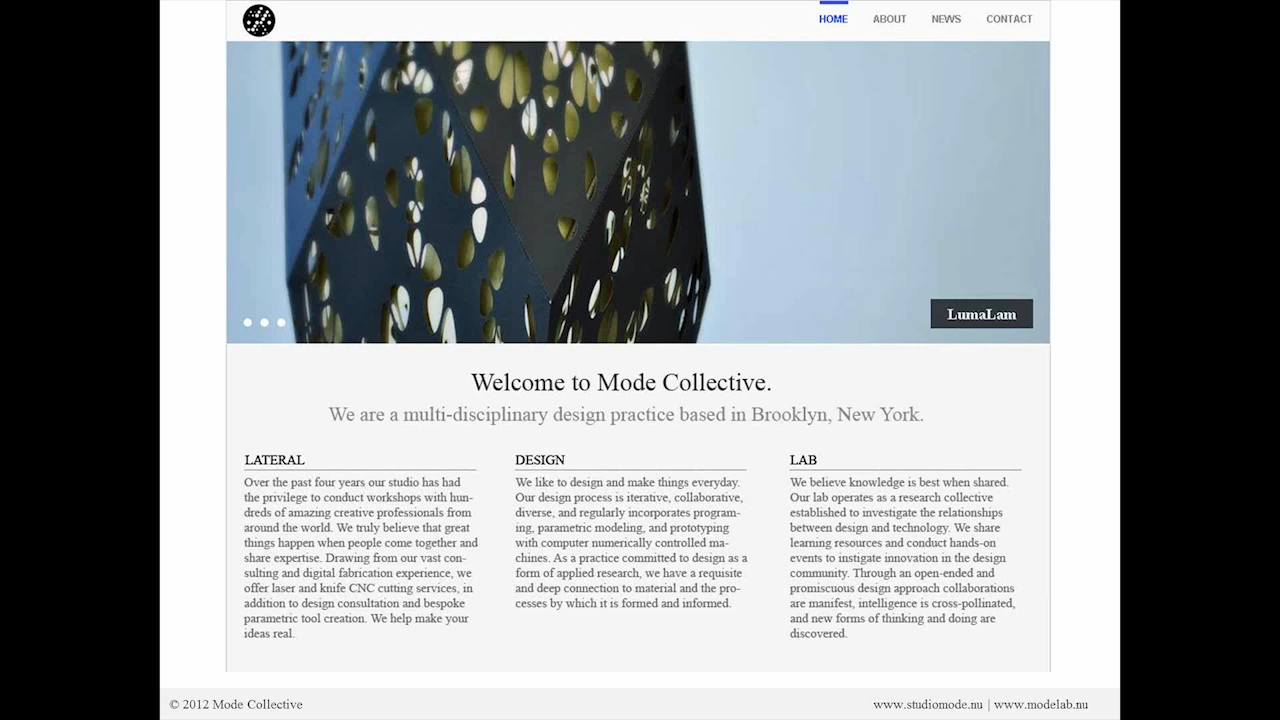 HOME ABOUT NEWS CONTACT
LumaLam
Welcome to Mode Collective.
We are a multi-disciplinary design practice based in Brooklyn, New York.
LATERAL
Over the past four years our studio has had
the privilege to conduct workshops with hun-
dreds of amazing creative professionals from
around the world. We truly believe that great
things happen when people come together and
share expertise. Drawing from our vast con-
sulting and digital fabrication experience, we
offer laser and knife CNC cutting services, in
addition to design consultation and bespoke
parametric tool creation. We help make your
ideas real.
DESIGN
We like to design and make things everyday.
Our design process is iterative, collaborative,
diverse, and regularly incorporates program-
ing, parametric modeling, and prototyping
with computer numerically controlled ma-
chines. As a practice committed to design as a
form of applied research, we have a requisite
and deep connection to material and the pro-
cesses by which it is formed and informed.
LAB
We believe knowledge is best when shared.
Our lab operates as a research collective
established to investigate the relationships
between design and technology. We share
learning resources and conduct hands-on
events to instigate innovation in the design
community. Through an open-ended and
promiscuous design approach collaborations
are manifest, intelligence is cross-pollinated,
and new forms of thinking and doing are
discovered.
© 2012 Mode Collective
www.studiomode.nu | www.modelab.nu